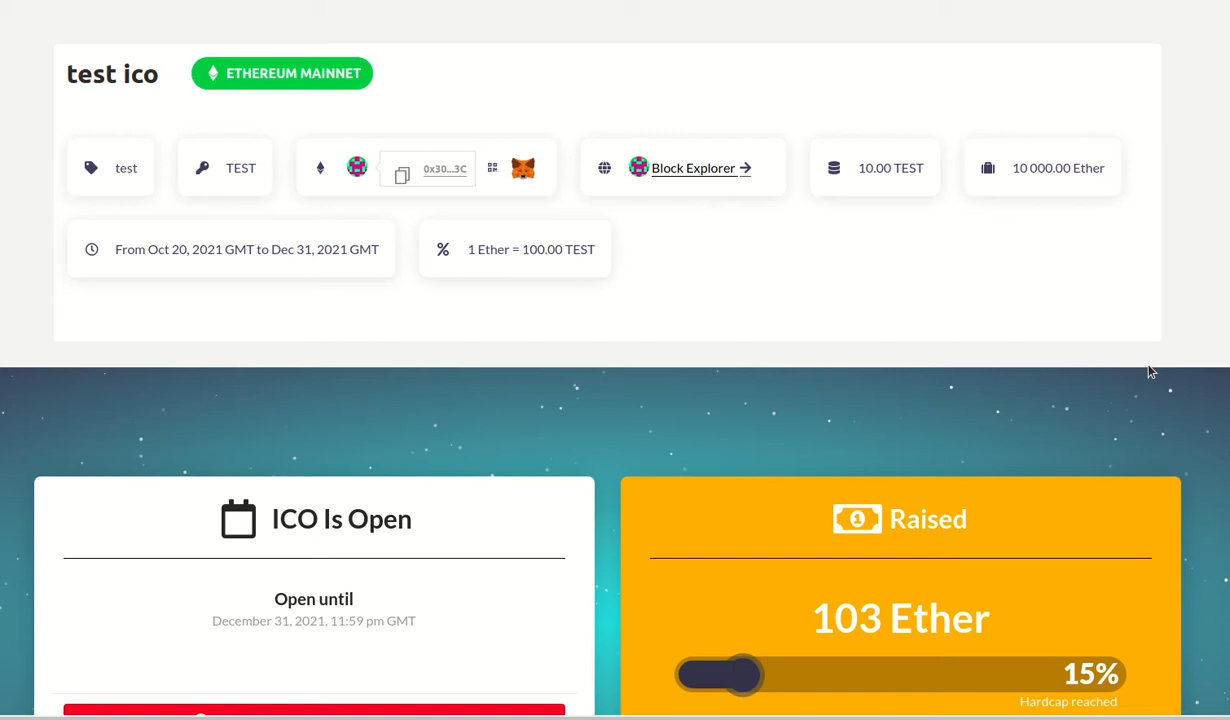 test ico
ETHEREUM MAINNET
test
TEST
0x30...3C
Block Explorer
10.00 TEST
10 000.00 Ether
From Oct 20, 2021 GMT to Dec 31, 2021 GMT
1 Ether = 100.00 TEST
ICO Is Open
Open until
December 31, 2021, 11:59 pm GMT
1
Raised
103 Ether
15%
Hardcap reached